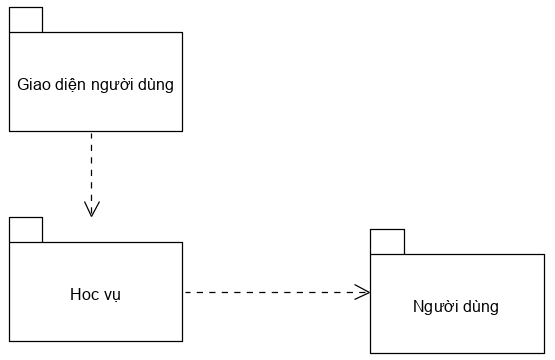 Giao diện người dùng
Hoc vụ
Người dùng